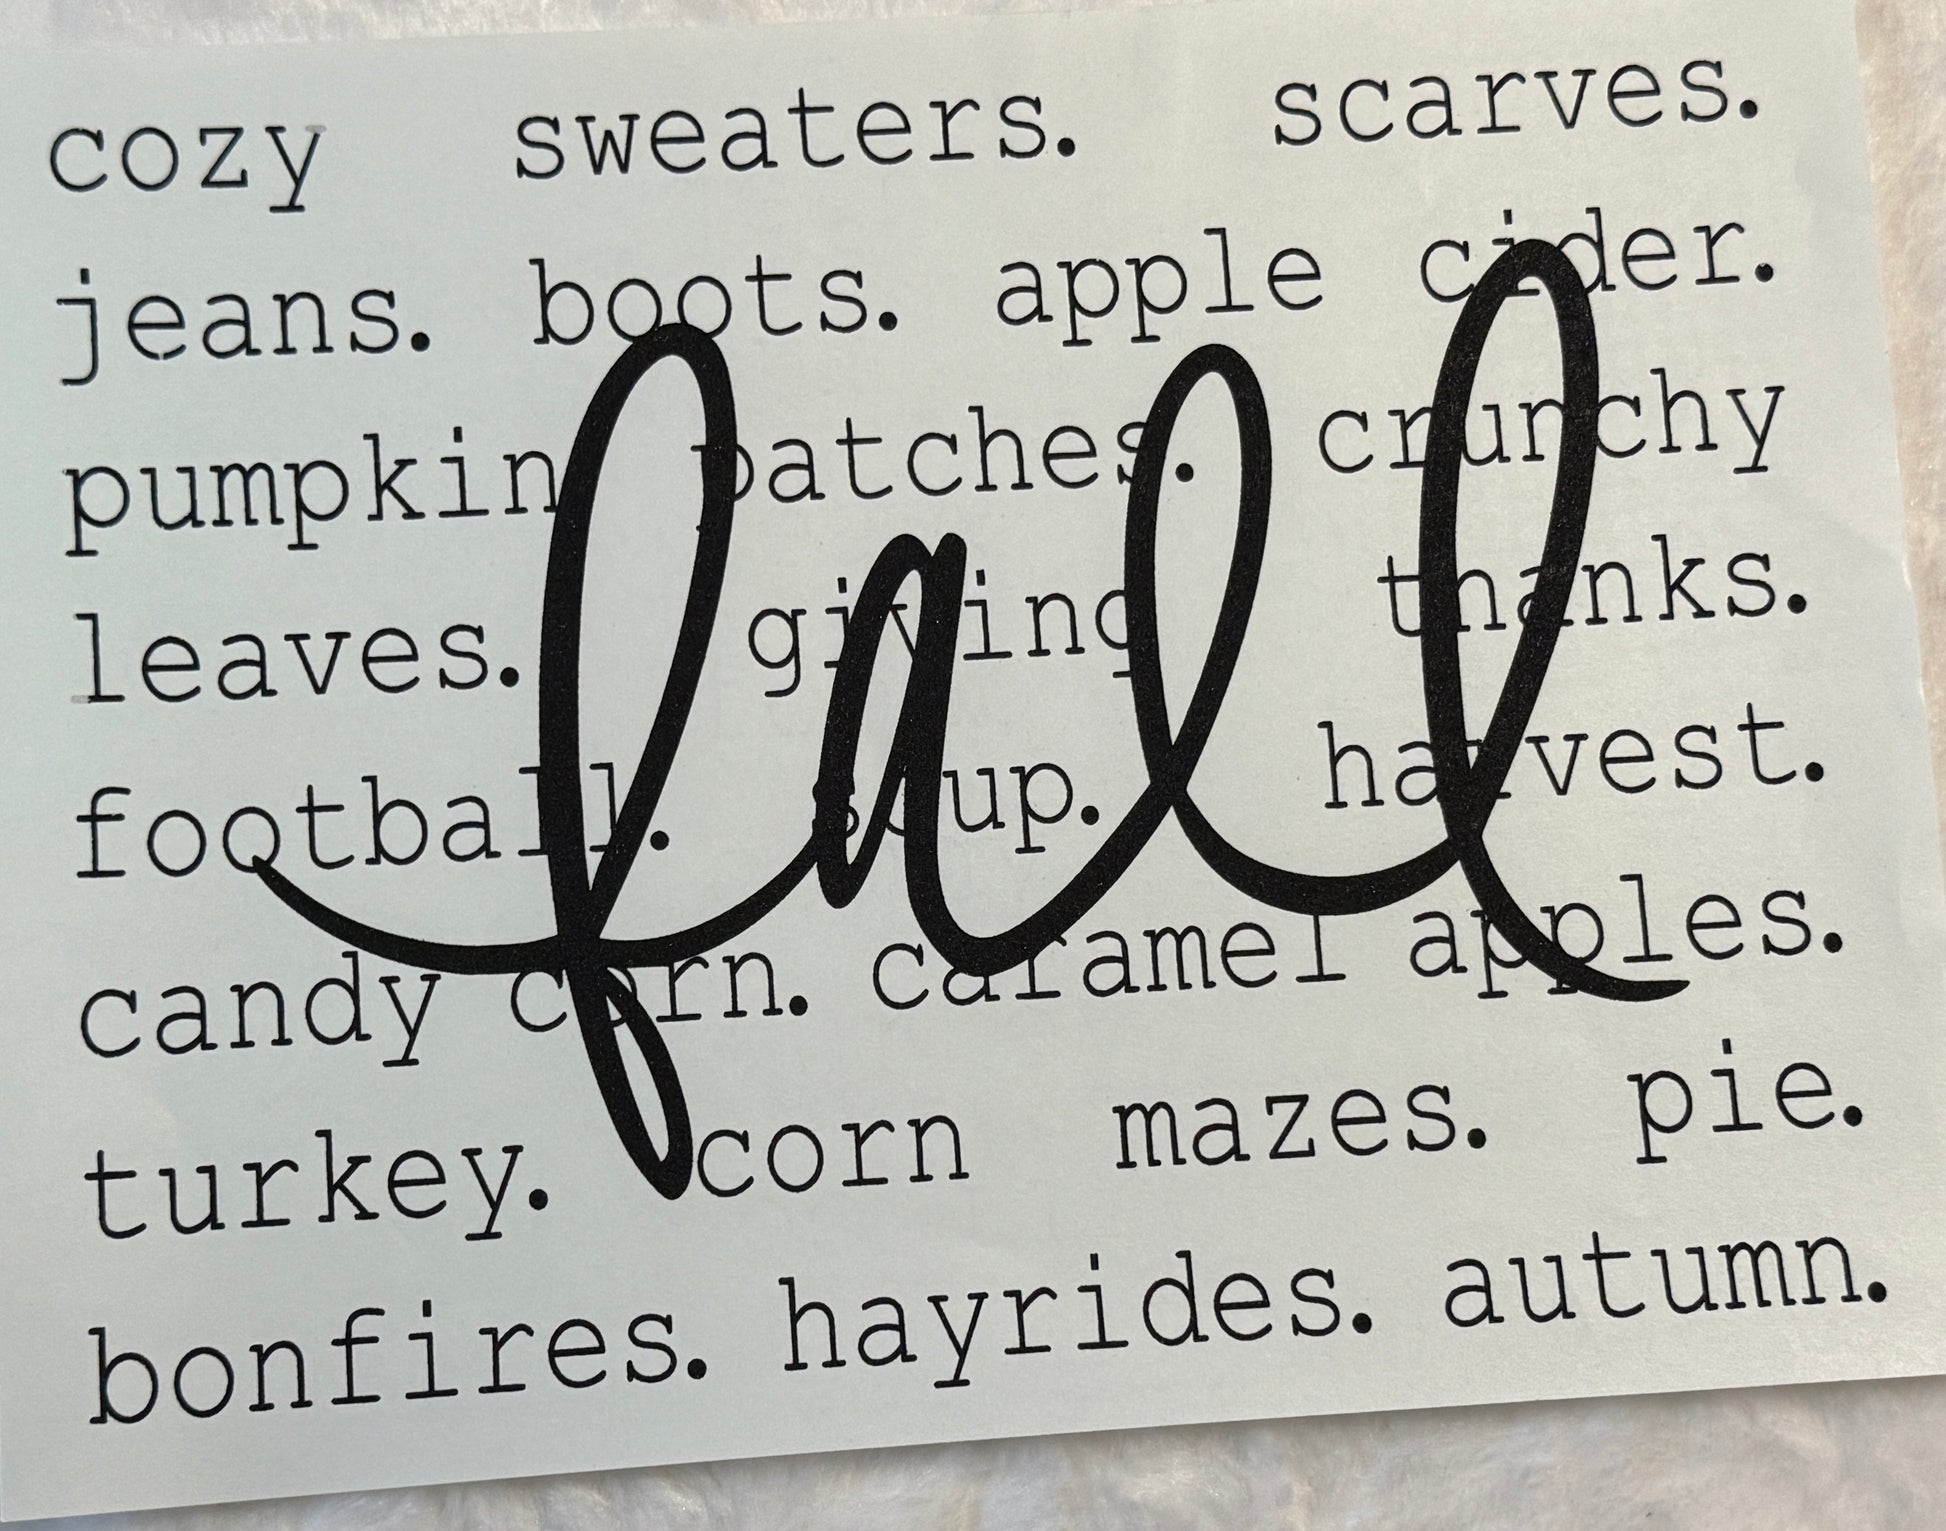 cozy sweaters. scarves.
jeans. boots. apple cider.
pumpkin patches. crunchy
leaves. giving thanks.
football. soup. harvest.
candy corn. caramel apples.
turkey. corn mazes. pie.
bonfires. hayrides. autumn.
fall